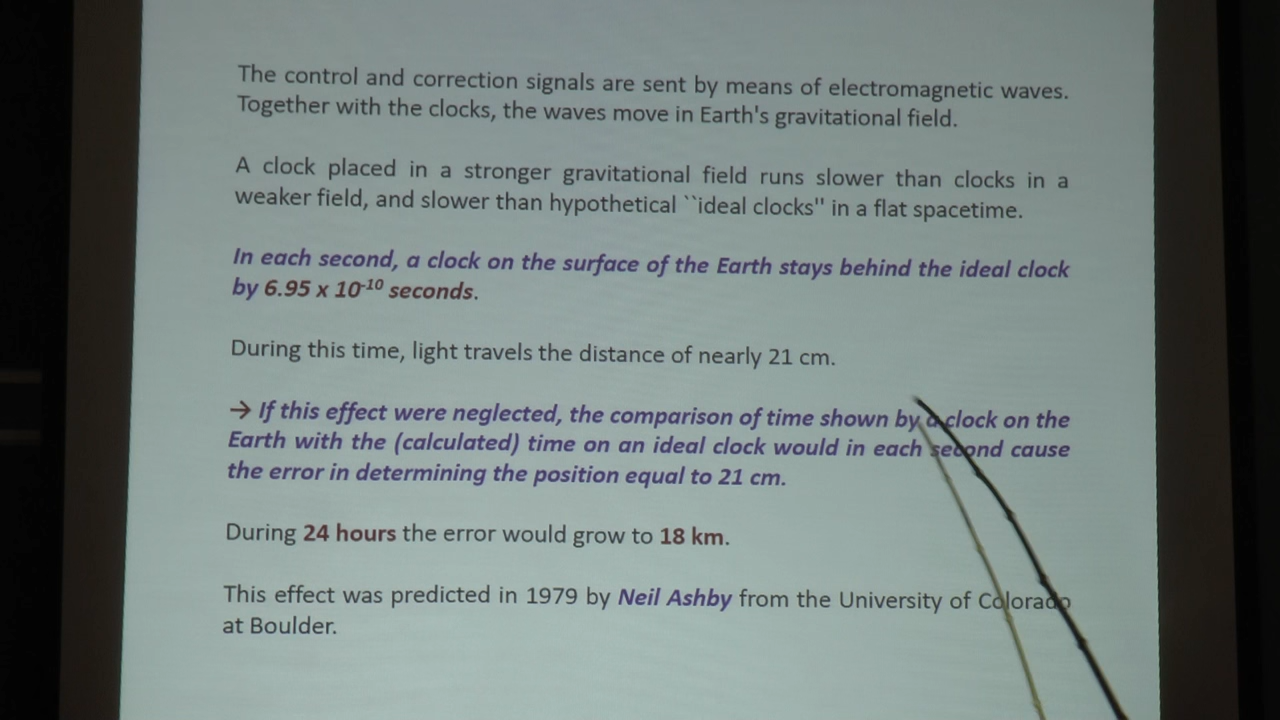 The control and correction signals are sent by means of electromagnetic waves.
Together with the clocks, the waves move in Earth's gravitational field.
A clock placed in a stronger gravitational field runs slower than clocks in a
weaker field, and slower than hypothetical ``ideal clocks'' in a flat spacetime.
In each second, a clock on the surface of the Earth stays behind the ideal clock
by 6.95 x 10⁻¹⁰ seconds.
During this time, light travels the distance of nearly 21 cm.
→ If this effect were neglected, the comparison of time shown by a clock on the
Earth with the (calculated) time on an ideal clock would in each second cause
the error in determining the position equal to 21 cm.
During 24 hours the error would grow to 18 km.
This effect was predicted in 1979 by Neil Ashby from the University of Colorado
at Boulder.